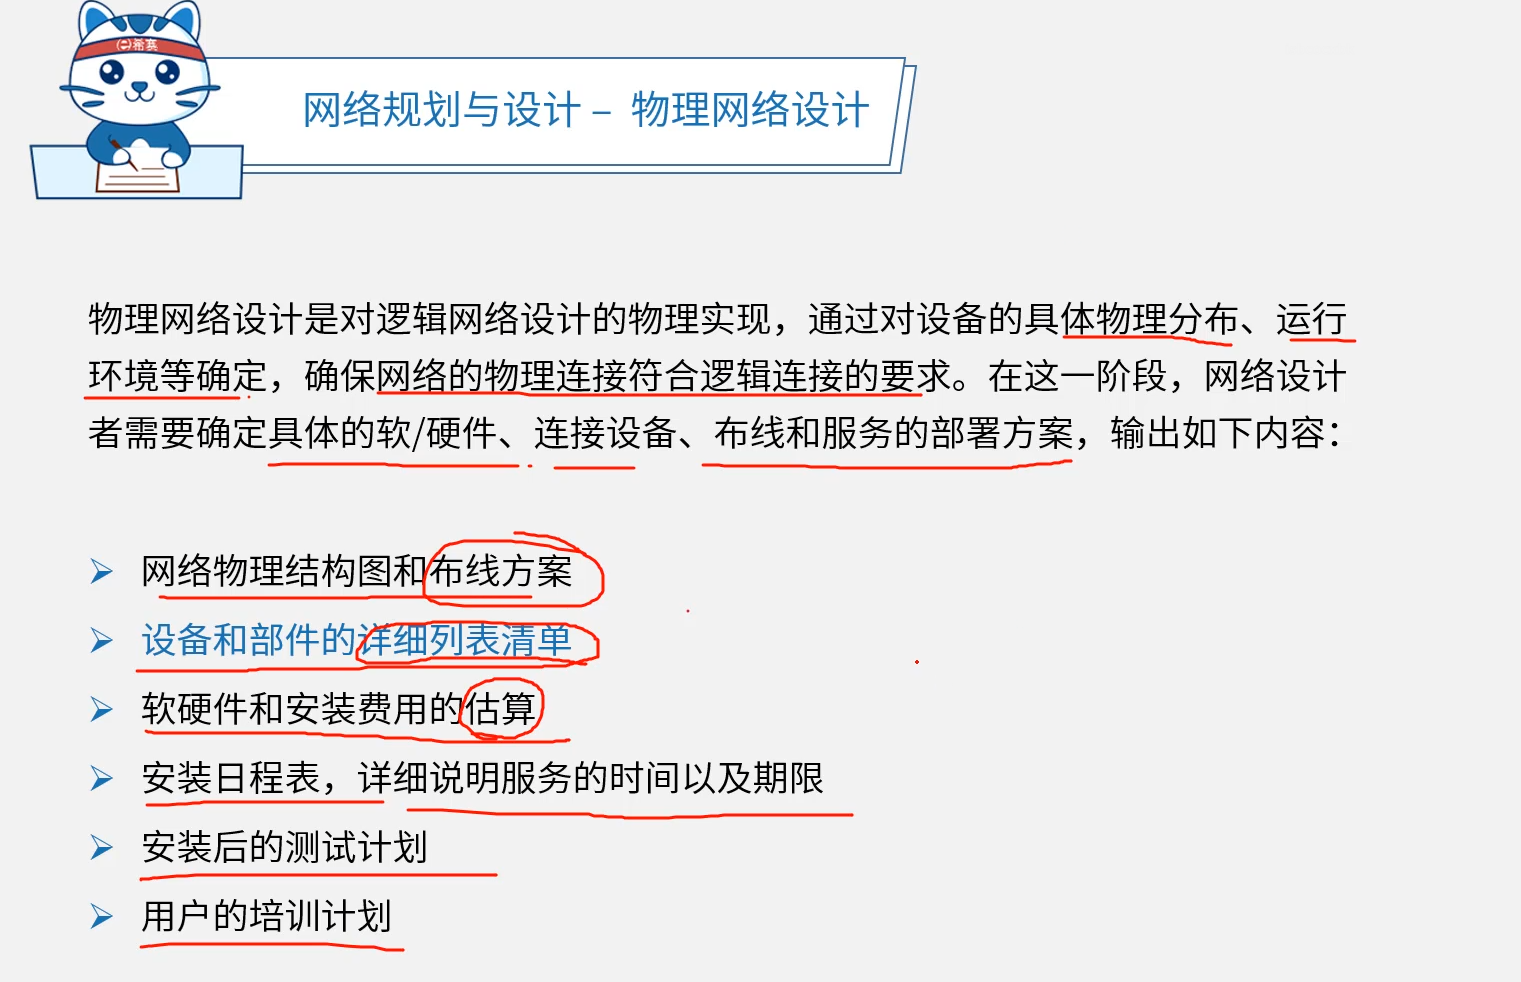 希赛
网络规划与设计 – 物理网络设计
物理网络设计是对逻辑网络设计的物理实现，通过对设备的具体物理分布、运行
环境等确定，确保网络的物理连接符合逻辑连接的要求。在这一阶段，网络设计
者需要确定具体的软/硬件、连接设备、布线和服务的部署方案，输出如下内容：
网络物理结构图和布线方案
设备和部件的详细列表清单
软硬件和安装费用的估算
安装日程表，详细说明服务的时间以及期限
安装后的测试计划
用户的培训计划